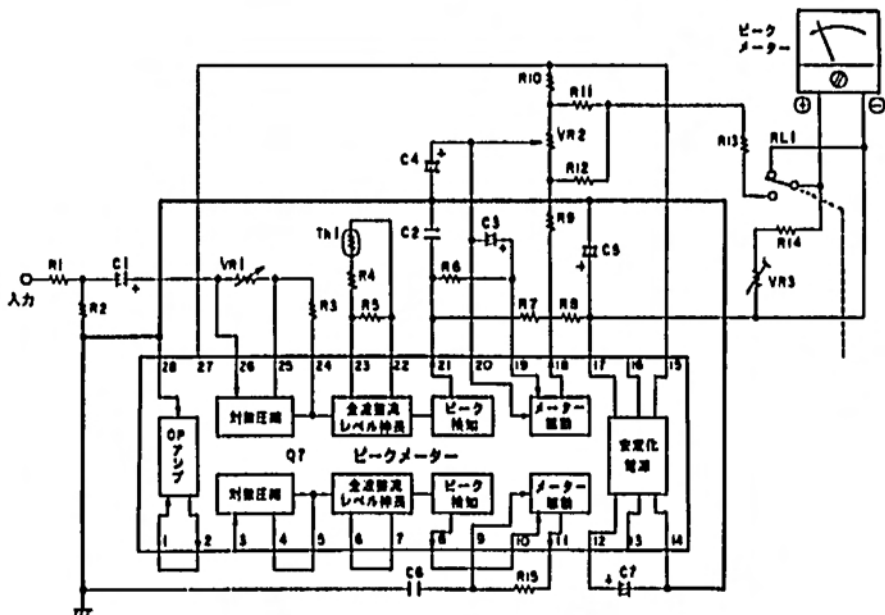 ピーク
メーター
⊕ ⊖
R10
R11
VR2
R12
R13
RL1
C4
C2
C3
R9
C5
R14
VR3
Th1
R4
R5
R6
R7
R8
R1
C1
VR1
入力
R2
R3
28 27 26 25 24 23 22 21 20 19 18 17 16 15
OP
アンプ
対数圧縮
全波整流
レベル伸長
ピーク
検知
メーター
駆動
安定化
電源
Q7 ピークメーター
対数圧縮
全波整流
レベル伸長
ピーク
検知
メーター
駆動
1 2 3 4 5 6 7 8 9 10 11 12 13 14
C6
R15
C7